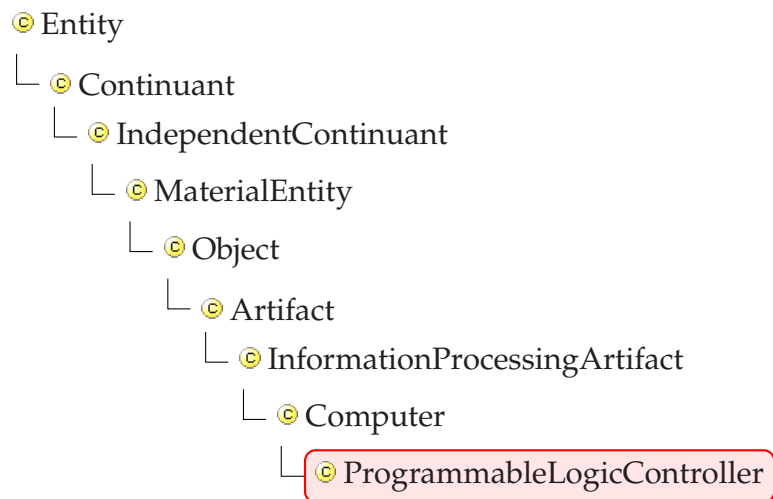 C Entity
C Continuant
C IndependentContinuant
C MaterialEntity
C Object
C Artifact
C InformationProcessingArtifact
C Computer
C ProgrammableLogicController